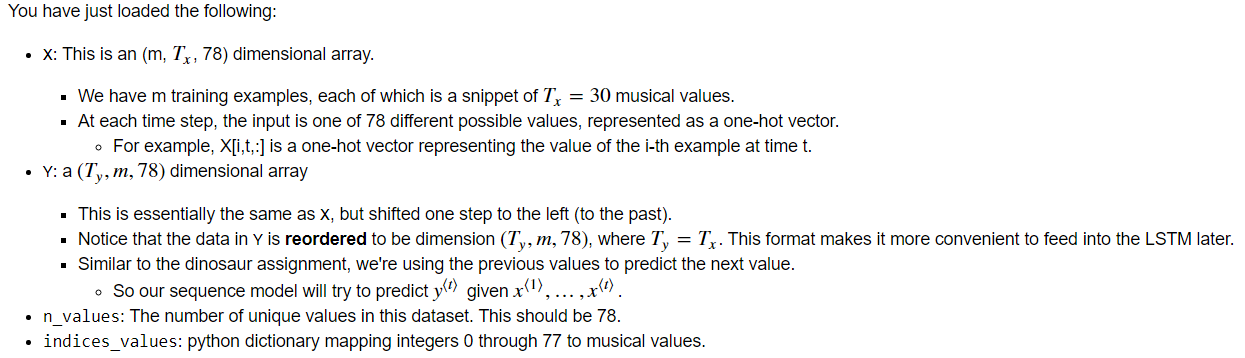 You have just loaded the following:
• X: This is an (m, Tₓ, 78) dimensional array.
▪ We have m training examples, each of which is a snippet of Tₓ = 30 musical values.
▪ At each time step, the input is one of 78 different possible values, represented as a one-hot vector.
◦ For example, X[i,t,:] is a one-hot vector representing the value of the i-th example at time t.
• Y: a (T_y, m, 78) dimensional array
▪ This is essentially the same as X, but shifted one step to the left (to the past).
▪ Notice that the data in Y is reordered to be dimension (T_y, m, 78), where T_y = Tₓ. This format makes it more convenient to feed into the LSTM later.
▪ Similar to the dinosaur assignment, we're using the previous values to predict the next value.
◦ So our sequence model will try to predict y⟨t⟩ given x⟨1⟩, … , x⟨t⟩.
• n_values: The number of unique values in this dataset. This should be 78.
• indices_values: python dictionary mapping integers 0 through 77 to musical values.